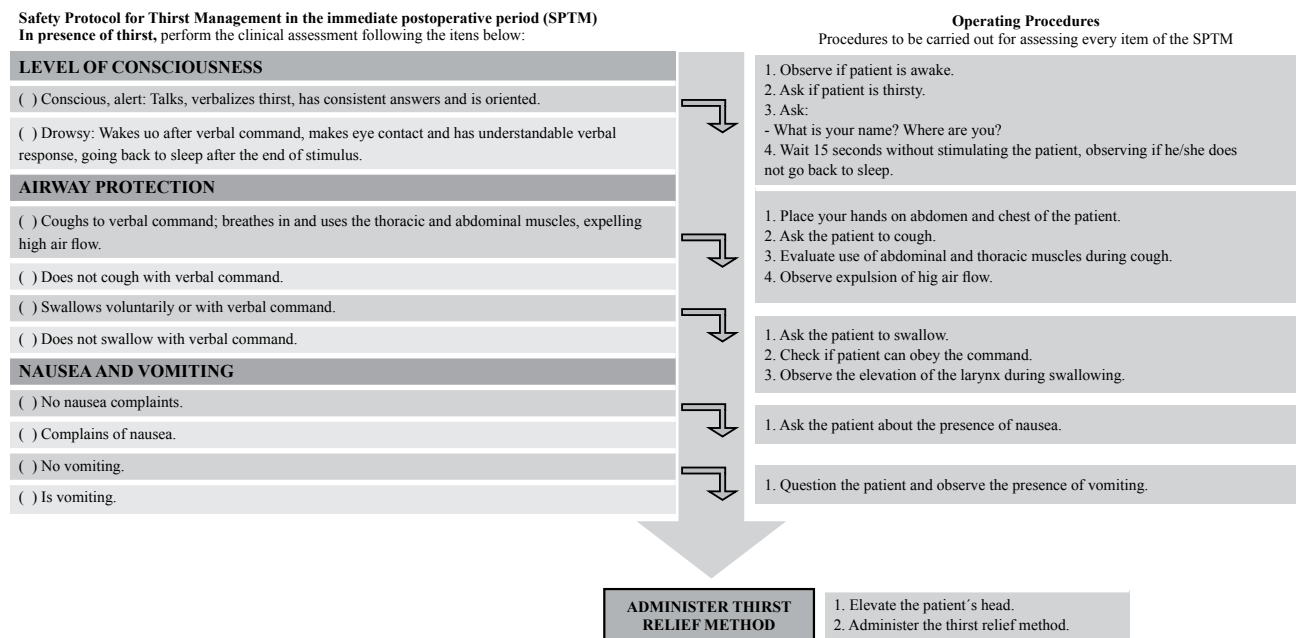 Safety Protocol for Thirst Management in the immediate postoperative period (SPTM)
In presence of thirst, perform the clinical assessment following the itens below:
LEVEL OF CONSCIOUSNESS
( ) Conscious, alert: Talks, verbalizes thirst, has consistent answers and is oriented.
( ) Drowsy: Wakes uo after verbal command, makes eye contact and has understandable verbal
response, going back to sleep after the end of stimulus.
AIRWAY PROTECTION
( ) Coughs to verbal command; breathes in and uses the thoracic and abdominal muscles, expelling
high air flow.
( ) Does not cough with verbal command.
( ) Swallows voluntarily or with verbal command.
( ) Does not swallow with verbal command.
NAUSEA AND VOMITING
( ) No nausea complaints.
( ) Complains of nausea.
( ) No vomiting.
( ) Is vomiting.
Operating Procedures
Procedures to be carried out for assessing every item of the SPTM
1. Observe if patient is awake.
2. Ask if patient is thirsty.
3. Ask:
- What is your name? Where are you?
4. Wait 15 seconds without stimulating the patient, observing if he/she does
not go back to sleep.
1. Place your hands on abdomen and chest of the patient.
2. Ask the patient to cough.
3. Evaluate use of abdominal and thoracic muscles during cough.
4. Observe expulsion of hig air flow.
1. Ask the patient to swallow.
2. Check if patient can obey the command.
3. Observe the elevation of the larynx during swallowing.
1. Ask the patient about the presence of nausea.
1. Question the patient and observe the presence of vomiting.
ADMINISTER THIRST
RELIEF METHOD
1. Elevate the patient´s head.
2. Administer the thirst relief method.